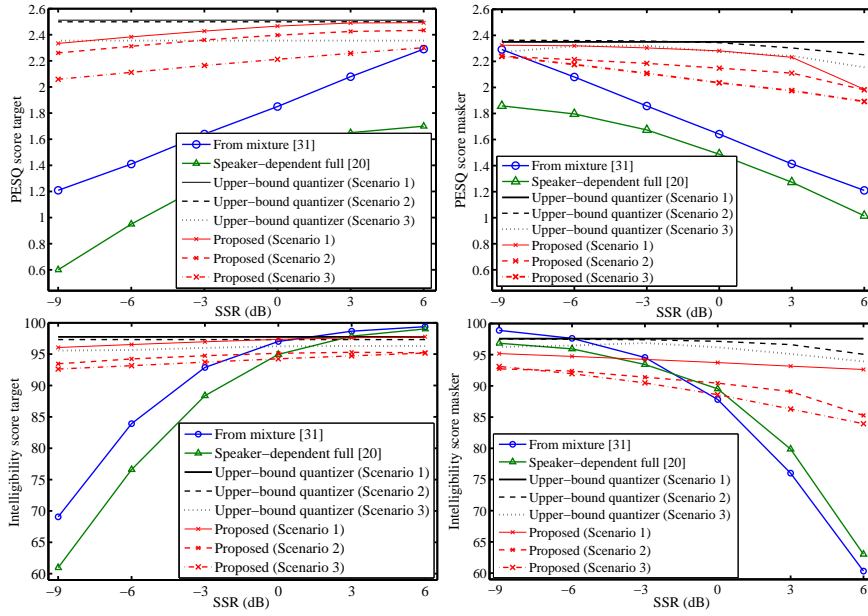 2.6
2.4
2.2
2
1.8
1.6
1.4
1.2
1
0.8
0.6
PESQ score target
−9 −6 −3 0 3 6
SSR (dB)
From mixture [31]
Speaker−dependent full [20]
Upper−bound quantizer (Scenario 1)
Upper−bound quantizer (Scenario 2)
Upper−bound quantizer (Scenario 3)
Proposed (Scenario 1)
Proposed (Scenario 2)
Proposed (Scenario 3)
2.6
2.4
2.2
2
1.8
1.6
1.4
1.2
1
0.8
0.6
PESQ score masker
−9 −6 −3 0 3 6
SSR (dB)
From mixture [31]
Speaker−dependent full [20]
Upper−bound quantizer (Scenario 1)
Upper−bound quantizer (Scenario 2)
Upper−bound quantizer (Scenario 3)
Proposed (Scenario 1)
Proposed (Scenario 2)
Proposed (Scenario 3)
100
95
90
85
80
75
70
65
60
Intelligibility score target
−9 −6 −3 0 3 6
SSR (dB)
From mixture [31]
Speaker−dependent full [20]
Upper−bound quantizer (Scenario 1)
Upper−bound quantizer (Scenario 2)
Upper−bound quantizer (Scenario 3)
Proposed (Scenario 1)
Proposed (Scenario 2)
Proposed (Scenario 3)
100
95
90
85
80
75
70
65
60
Intelligibility score masker
−9 −6 −3 0 3 6
SSR (dB)
From mixture [31]
Speaker−dependent full [20]
Upper−bound quantizer (Scenario 1)
Upper−bound quantizer (Scenario 2)
Upper−bound quantizer (Scenario 3)
Proposed (Scenario 1)
Proposed (Scenario 2)
Proposed (Scenario 3)